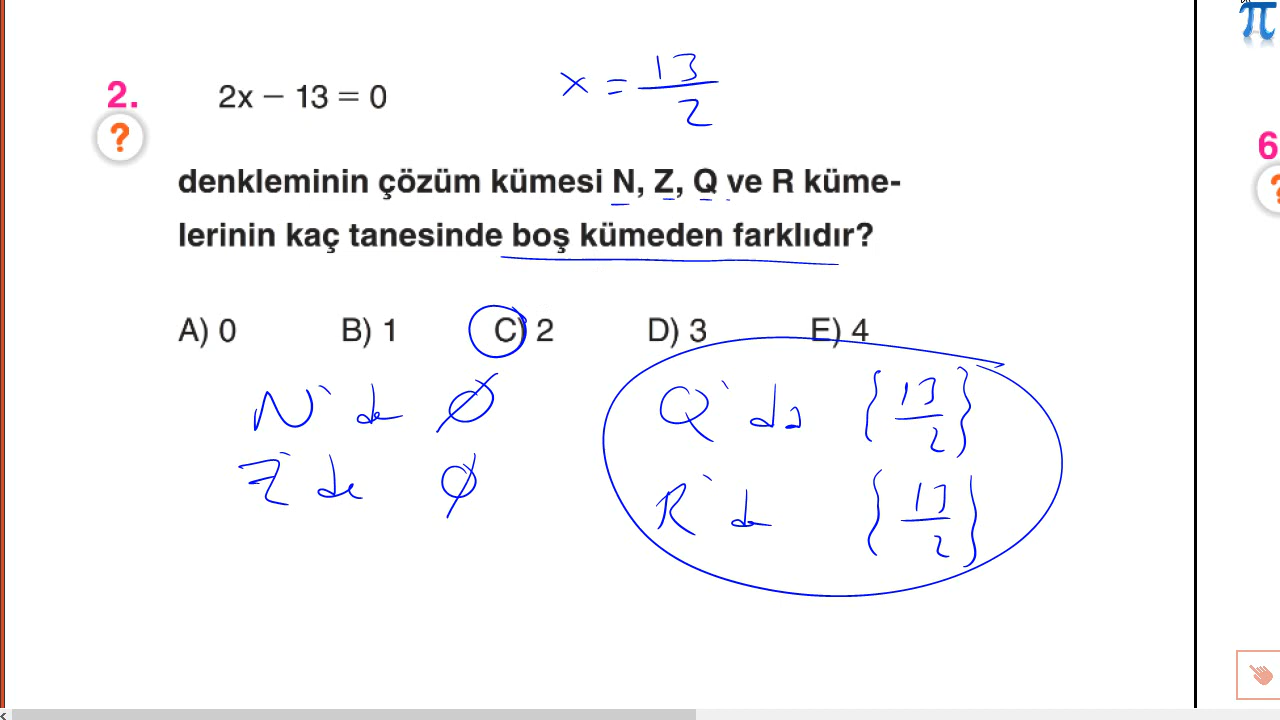 2. 2x − 13 = 0 x = 13/2
?
denkleminin çözüm kümesi N, Z, Q ve R küme-
lerinin kaç tanesinde boş kümeden farklıdır?
A) 0 B) 1 C) 2 D) 3 E) 4
N'de ∅ Q'da {13/2}
Z'de ∅ R'de {13/2}
π
6
?